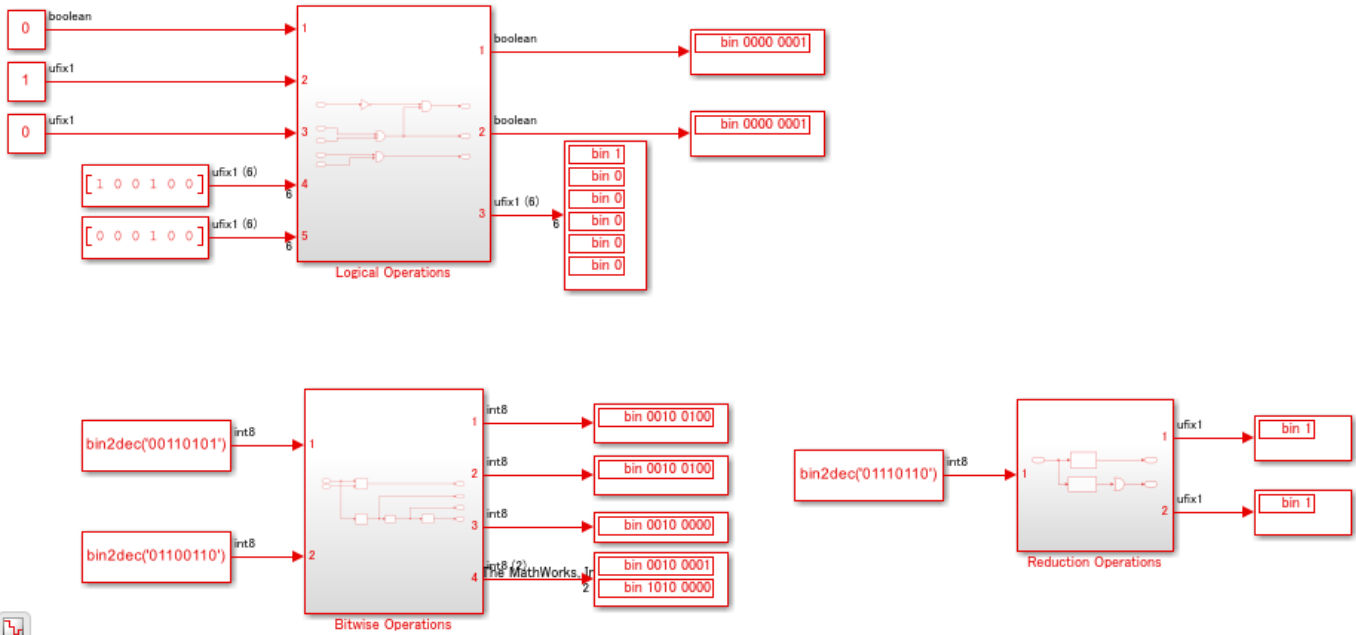 0
boolean
1
ufix1
0
ufix1
[1 0 0 1 0 0]
ufix1 (6)
6
[0 0 0 1 0 0]
ufix1 (6)
6
1
2
3
4
5
1
2
3
Logical Operations
boolean
bin 0000 0001
boolean
bin 0000 0001
ufix1 (6)
6
bin 1
bin 0
bin 0
bin 0
bin 0
bin 0
bin2dec('00110101')
int8
bin2dec('01100110')
int8
1
2
1
2
3
4
Bitwise Operations
int8
bin 0010 0100
int8
bin 0010 0100
int8
bin 0010 0000
int8 (2)
The MathWorks, In
2
bin 0010 0001
bin 1010 0000
bin2dec('01110110')
int8
1
1
2
Reduction Operations
ufix1
bin 1
ufix1
bin 1